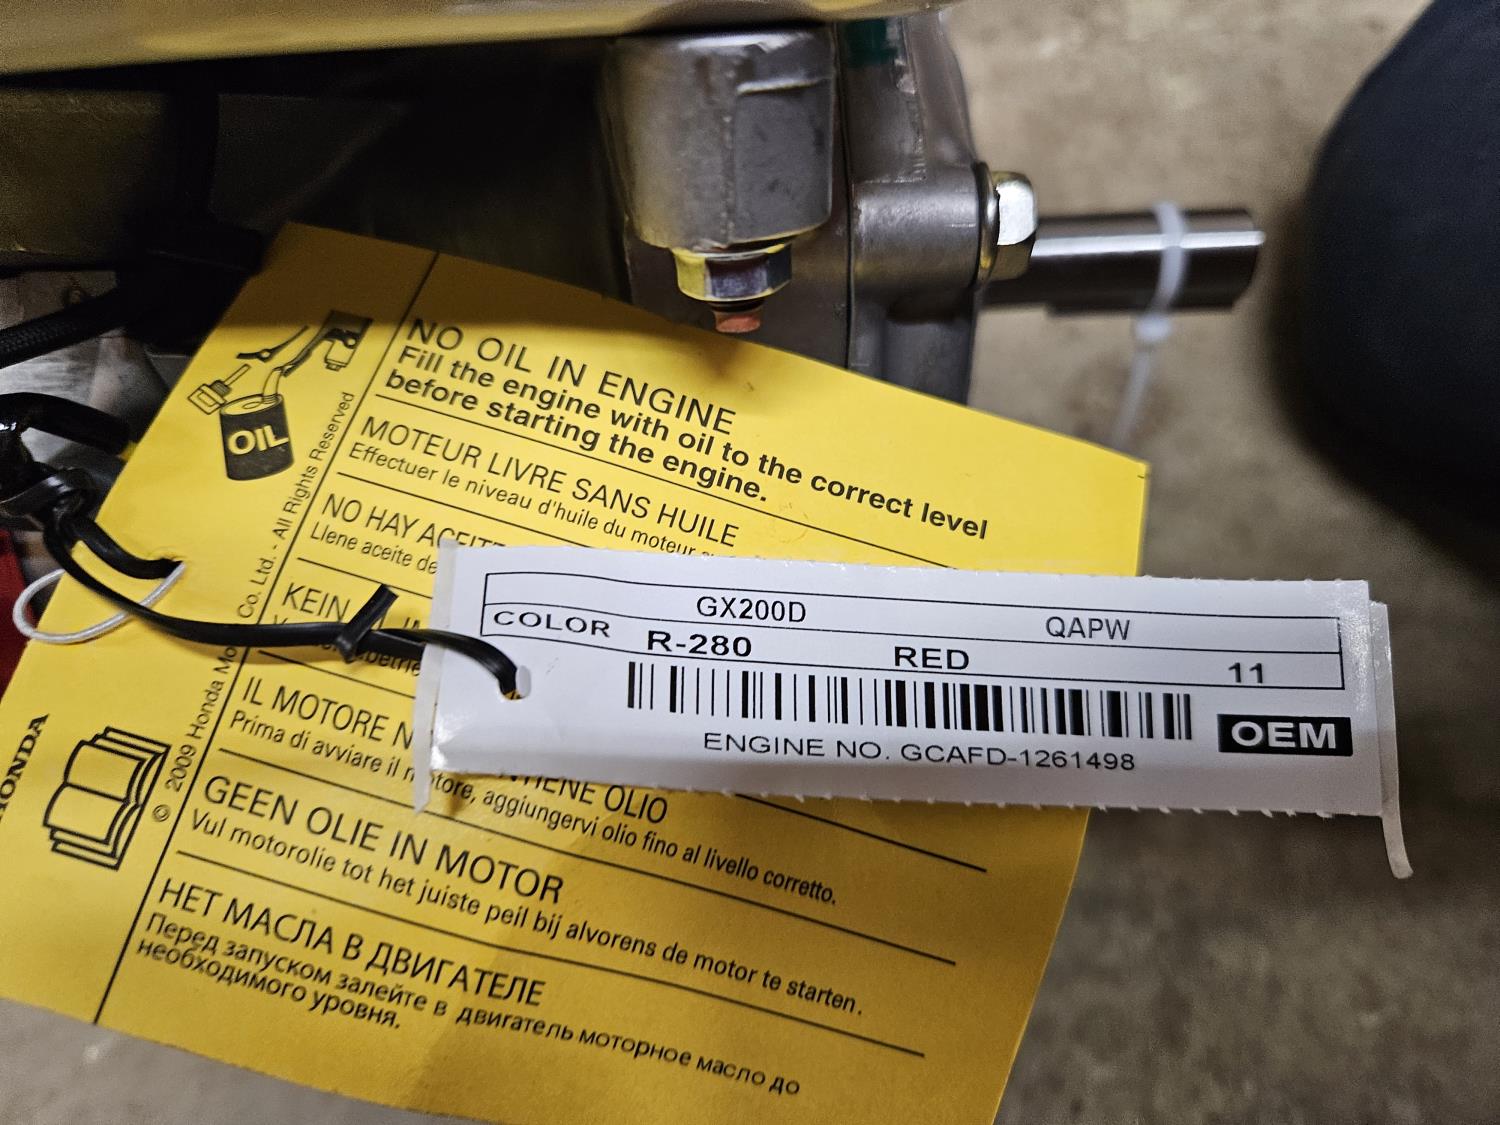 OIL
NO OIL IN ENGINE
Fill the engine with oil to the correct level
before starting the engine.
MOTEUR LIVRE SANS HUILE
Effectuer le niveau d'huile du moteur
NO HAY ACEITE
Llene aceite de
KEIN
IL MOTORE
Prima di avviare il motore, aggiungervi olio fino al livello corretto.
OLIO
GEEN OLIE IN MOTOR
Vul motorolie tot het juiste peil bij alvorens de motor te starten.
НЕТ МАСЛА В ДВИГАТЕЛЕ
Перед запуском залейте в двигатель моторное масло до
необходимого уровня.
© 2009 Honda Co. Ltd. - All Rights Reserved
HONDA
GX200D QAPW
COLOR R-280 RED 11
ENGINE NO. GCAFD-1261498
OEM